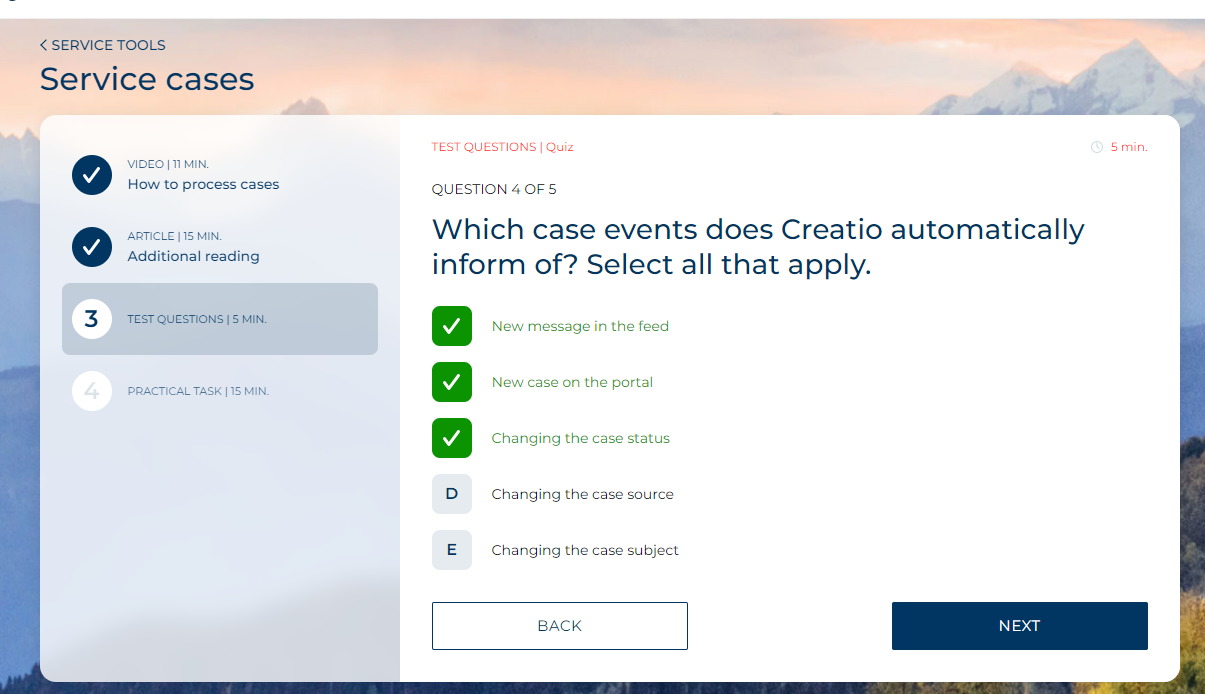 SERVICE TOOLS
Service cases
VIDEO | 11 MIN.
How to process cases
ARTICLE | 15 MIN.
Additional reading
3
TEST QUESTIONS | 5 MIN.
4
PRACTICAL TASK | 15 MIN.
TEST QUESTIONS | Quiz
5 min.
QUESTION 4 OF 5
Which case events does Creatio automatically
inform of? Select all that apply.
New message in the feed
New case on the portal
Changing the case status
D
Changing the case source
E
Changing the case subject
BACK
NEXT